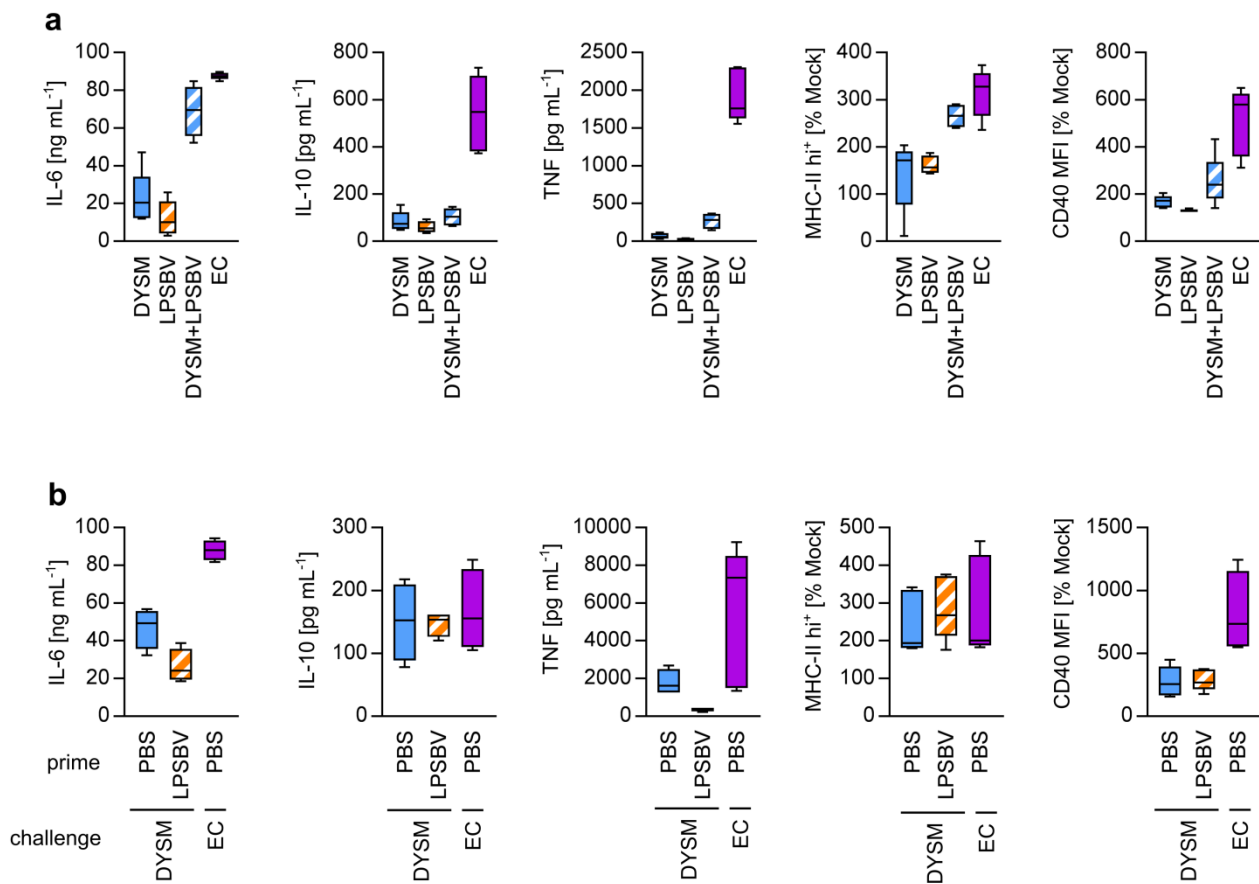 a
IL-6 [ng mL⁻¹]
100
80
60
40
20
0
DYSM
LPSBV
DYSM+LPSBV
EC
IL-10 [pg mL⁻¹]
800
600
400
200
0
DYSM
LPSBV
DYSM+LPSBV
EC
TNF [pg mL⁻¹]
2500
2000
1500
1000
500
0
DYSM
LPSBV
DYSM+LPSBV
EC
MHC-II hi⁺ [% Mock]
400
300
200
100
0
DYSM
LPSBV
DYSM+LPSBV
EC
CD40 MFI [% Mock]
800
600
400
200
0
DYSM
LPSBV
DYSM+LPSBV
EC
b
IL-6 [ng mL⁻¹]
100
80
60
40
20
0
prime
PBS
LPSBV
PBS
challenge
DYSM
EC
IL-10 [pg mL⁻¹]
300
200
100
0
PBS
LPSBV
PBS
DYSM
EC
TNF [pg mL⁻¹]
10000
8000
6000
4000
2000
0
PBS
LPSBV
PBS
DYSM
EC
MHC-II hi⁺ [% Mock]
500
400
300
200
100
0
PBS
LPSBV
PBS
DYSM
EC
CD40 MFI [% Mock]
1500
1000
500
0
PBS
LPSBV
PBS
DYSM
EC